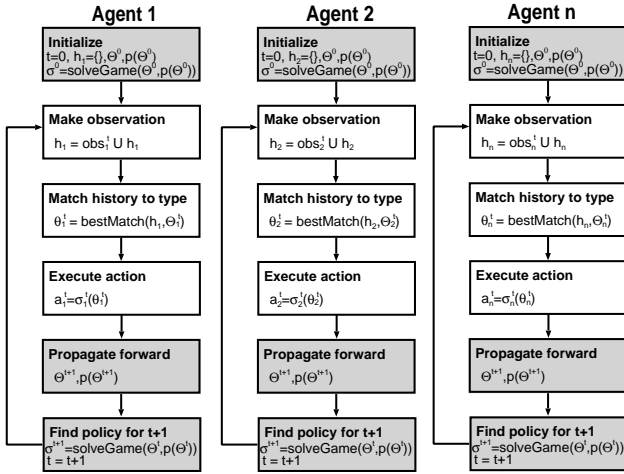 Agent 1
Initialize
t=0, h₁={},Θ⁰,p(Θ⁰)
σ⁰=solveGame(Θ⁰,p(Θ⁰))
Make observation
h₁ = obs₁ᵗ U h₁
Match history to type
θ₁ᵗ = bestMatch(h₁,Θ₁ᵗ)
Execute action
a₁ᵗ=σ₁ᵗ(θ₁ᵗ)
Propagate forward
Θᵗ⁺¹,p(Θᵗ⁺¹)
Find policy for t+1
σᵗ⁺¹=solveGame(Θᵗ,p(Θᵗ))
t = t+1
Agent 2
Initialize
t=0, h₂={},Θ⁰,p(Θ⁰)
σ⁰=solveGame(Θ⁰,p(Θ⁰))
Make observation
h₂ = obs₂ᵗ U h₂
Match history to type
θ₂ᵗ = bestMatch(h₂,Θ₂ᵗ)
Execute action
a₂ᵗ=σ₂ᵗ(θ₂ᵗ)
Propagate forward
Θᵗ⁺¹,p(Θᵗ⁺¹)
Find policy for t+1
σᵗ⁺¹=solveGame(Θᵗ,p(Θᵗ))
t = t+1
Agent n
Initialize
t=0, hₙ={},Θ⁰,p(Θ⁰)
σ⁰=solveGame(Θ⁰,p(Θ⁰))
Make observation
hₙ = obsₙᵗ U hₙ
Match history to type
θₙᵗ = bestMatch(hₙ,Θₙᵗ)
Execute action
aₙᵗ=σₙᵗ(θₙᵗ)
Propagate forward
Θᵗ⁺¹,p(Θᵗ⁺¹)
Find policy for t+1
σᵗ⁺¹=solveGame(Θᵗ,p(Θᵗ))
t = t+1